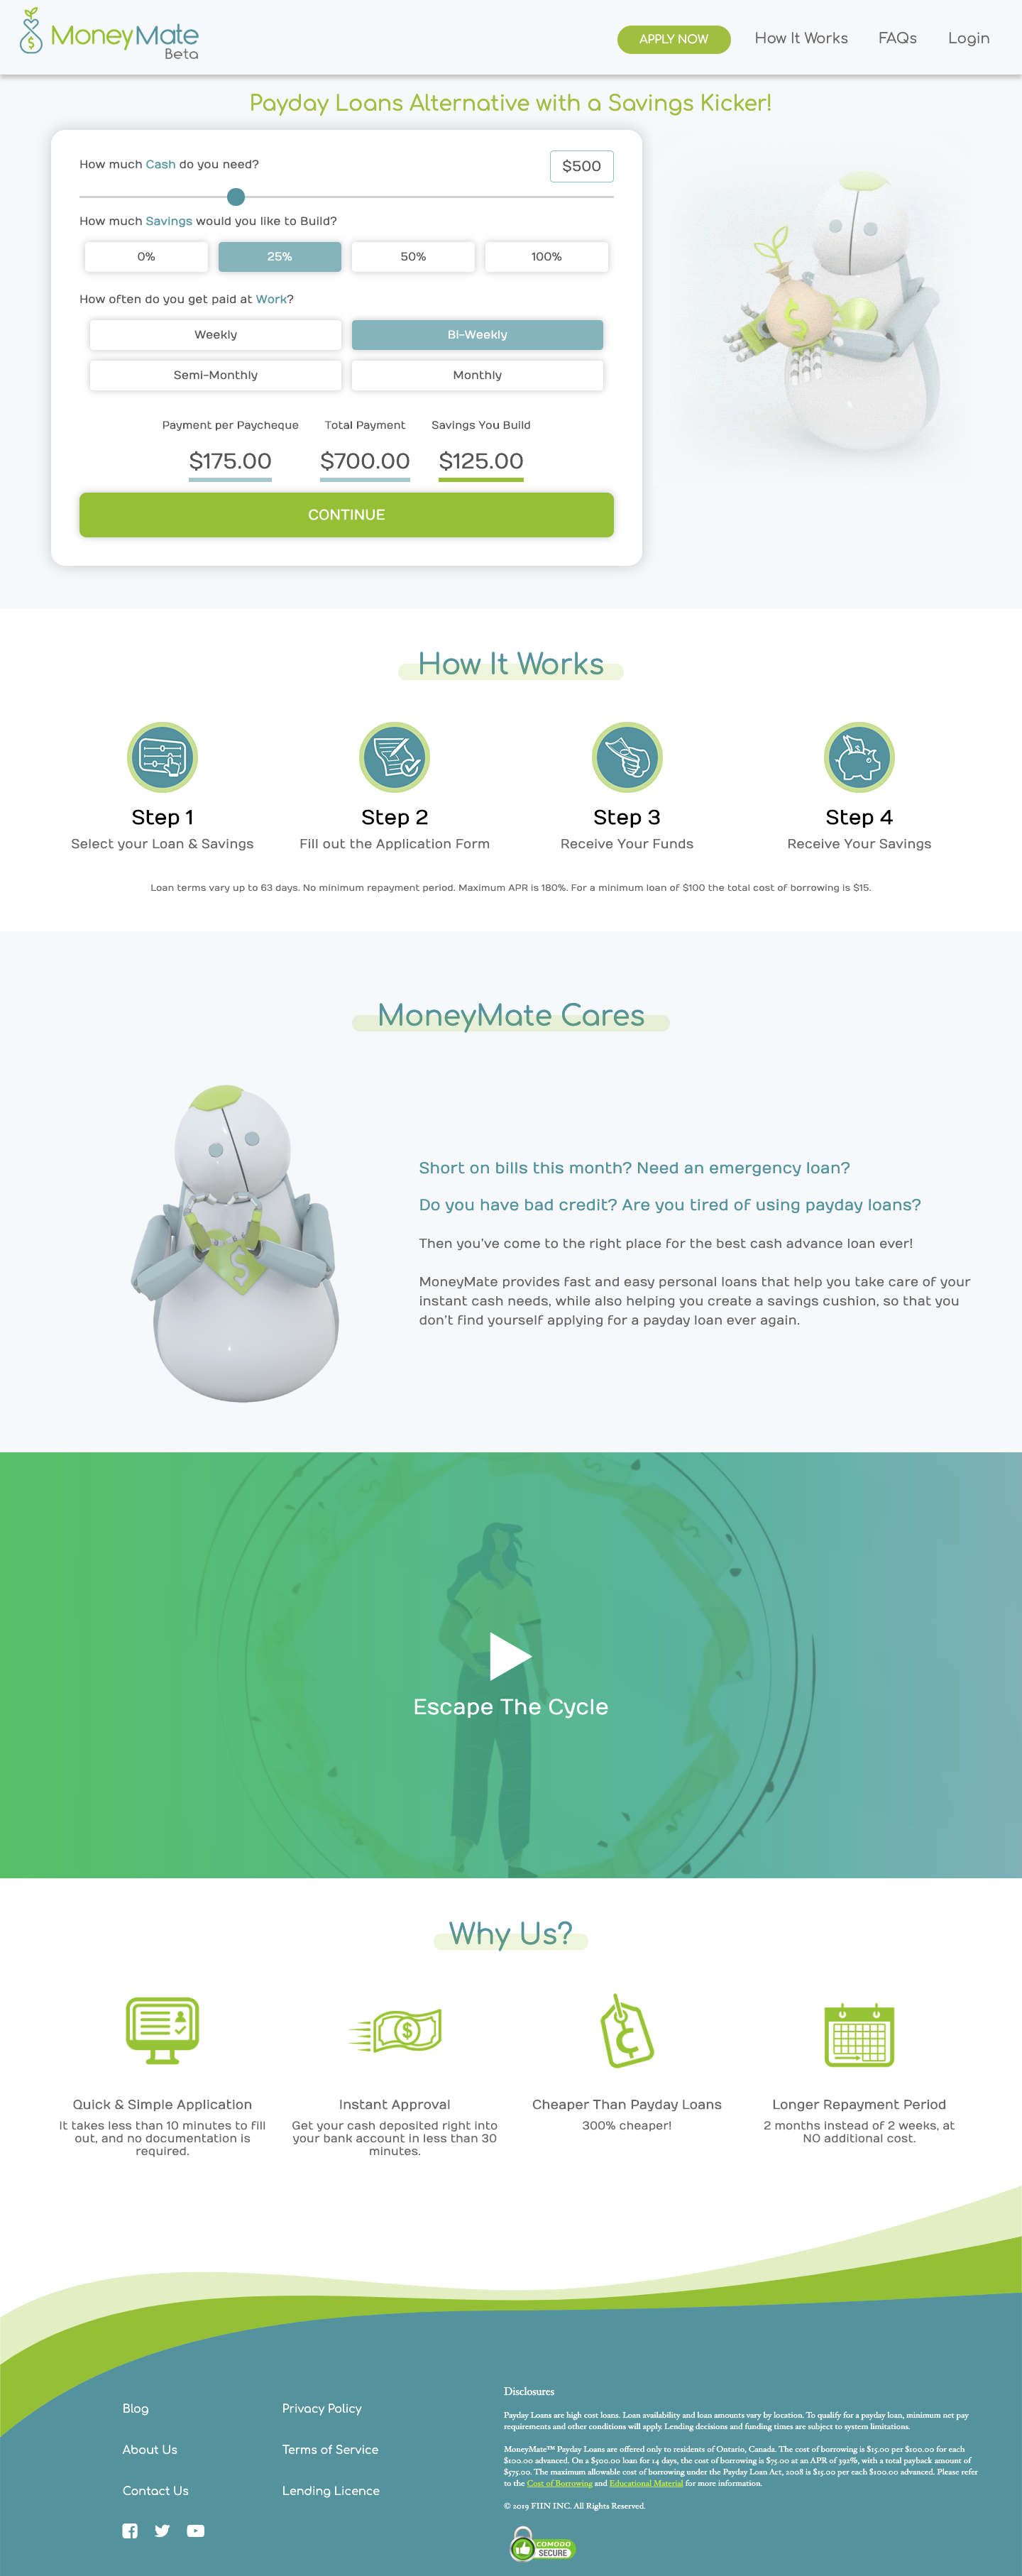 MoneyMate
Beta
APPLY NOW
How It Works
FAQs
Login
Payday Loans Alternative with a Savings Kicker!
How much Cash do you need?
$500
How much Savings would you like to Build?
0%
25%
50%
100%
How often do you get paid at Work?
Weekly
Bi-Weekly
Semi-Monthly
Monthly
Payment per Paycheque
Total Payment
Savings You Build
$175.00
$700.00
$125.00
CONTINUE
How It Works
Step 1
Step 2
Step 3
Step 4
Select your Loan & Savings
Fill out the Application Form
Receive Your Funds
Receive Your Savings
Loan terms vary up to 63 days. No minimum repayment period. Maximum APR is 180%. For a minimum loan of $100 the total cost of borrowing is $15.
MoneyMate Cares
Short on bills this month? Need an emergency loan?
Do you have bad credit? Are you tired of using payday loans?
Then you've come to the right place for the best cash advance loan ever!
MoneyMate provides fast and easy personal loans that help you take care of your
instant cash needs, while also helping you create a savings cushion, so that you
don't find yourself applying for a payday loan ever again.
Escape The Cycle
Why Us?
Quick & Simple Application
It takes less than 10 minutes to fill
out, and no documentation is
required.
Instant Approval
Get your cash deposited right into
your bank account in less than 30
minutes.
Cheaper Than Payday Loans
300% cheaper!
Longer Repayment Period
2 months instead of 2 weeks, at
NO additional cost.
Blog
Privacy Policy
About Us
Terms of Service
Contact Us
Lending Licence
Disclosures
Payday Loans are high cost loans. Loan availability and loan amounts vary by location. To qualify for a payday loan, minimum net pay
requirements and other conditions will apply. Lending decisions and funding times are subject to system limitations.
MoneyMate™ Payday Loans are offered only to residents of Ontario, Canada. The cost of borrowing is $15.00 per $100.00 for each
$100.00 advanced. On a $500.00 loan for 14 days, the cost of borrowing is $75.00 at an APR of 392%, with a total payback amount of
$575.00. The maximum allowable cost of borrowing under the Payday Loan Act, 2008 is $15.00 per each $100.00 advanced. Please refer
to the Cost of Borrowing and Educational Material for more information.
© 2019 FIIN INC. All Rights Reserved.
COMODO
SECURE